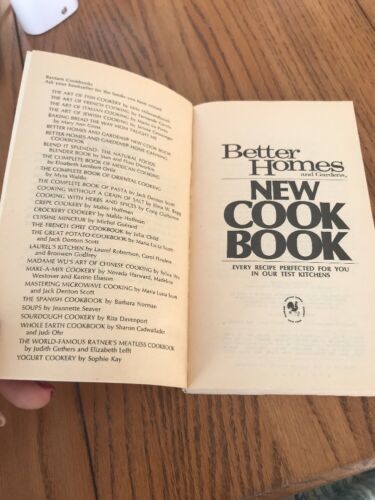 Bantam Cookbooks
Ask your bookseller for the books you have missed
THE ART OF FISH COOKERY by Milo Miloradovich
THE ART OF FRENCH COOKING by Fernande Garvin
THE ART OF ITALIAN COOKING by
THE ART OF JEWISH COOKING by Jennie Grossinger
BAKING BREAD THE WAY MOM TAUGHT ME
by Mary Ann Gross
BETTER HOMES AND GARDENS® NEW COOK BOOK
BETTER HOMES AND GARDENS® HOME CANNING
COOKBOOK
BLEND IT SPLENDID: THE NATURAL FOODS
BLENDER BOOK by Stan and Floss Dworkin
THE COMPLETE BOOK OF MEXICAN COOKING
by Elisabeth Lambert Ortiz
THE COMPLETE BOOK OF ORIENTAL COOKING
by Myra Waldo
THE COMPLETE BOOK OF PASTA by Jack Denton Scott
COOKING WITHOUT A GRAIN OF SALT by Elma W. Bagg
COOKING WITH HERBS AND SPICES by Craig Claiborne
CREPE COOKERY by Mable Hoffman
CROCKERY COOKERY by Mable Hoffman
CUISINE MINCEUR by Michel Guérard
THE FRENCH CHEF COOKBOOK by Julia Child
THE GREAT POTATO COOKBOOK by Maria Luisa Scott
and Jack Denton Scott
LAUREL'S KITCHEN by Laurel Robertson, Carol Flinders
and Bronwen Godfrey
MADAME WU'S ART OF CHINESE COOKING by Sylvia Wu
MAKE-A-MIX COOKERY by Nevada Harward, Madeline
Westover and Karine Eliason
MASTERING MICROWAVE COOKING by Maria Luisa Scott
and Jack Denton Scott
THE SPANISH COOKBOOK by Barbara Norman
SOUPS by Jeannette Seaver
SOURDOUGH COOKERY by Rita Davenport
WHOLE EARTH COOKBOOK by Sharon Cadwallader
and Judi Ohr
THE WORLD-FAMOUS RATNER'S MEATLESS COOKBOOK
by Judith Gethers and Elizabeth Lefft
YOGURT COOKERY by Sophie Kay
Better
Homes
and Gardens®
NEW
COOK
BOOK
EVERY RECIPE PERFECTED FOR YOU
IN OUR TEST KITCHENS